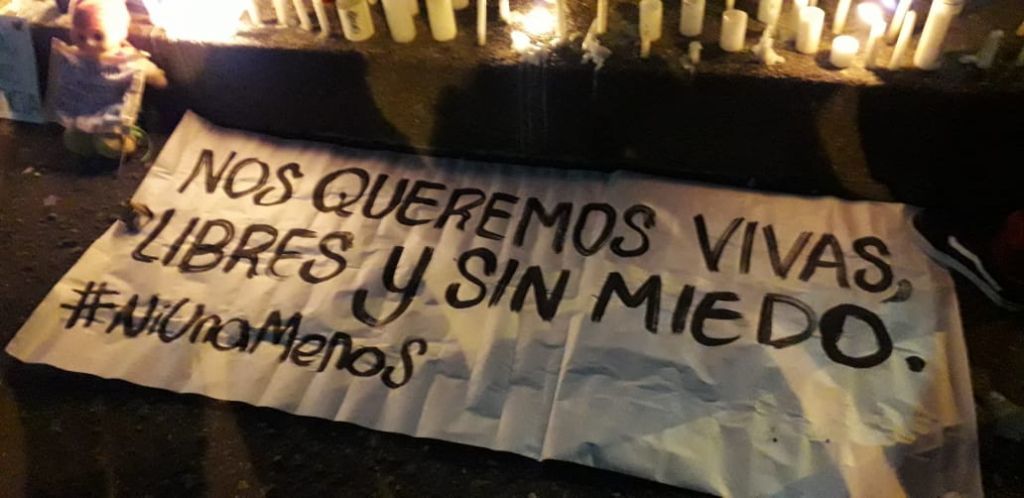 NOS QUEREMOS VIVAS,
LIBRES Y SIN MIEDO.
#NiUnaMenos